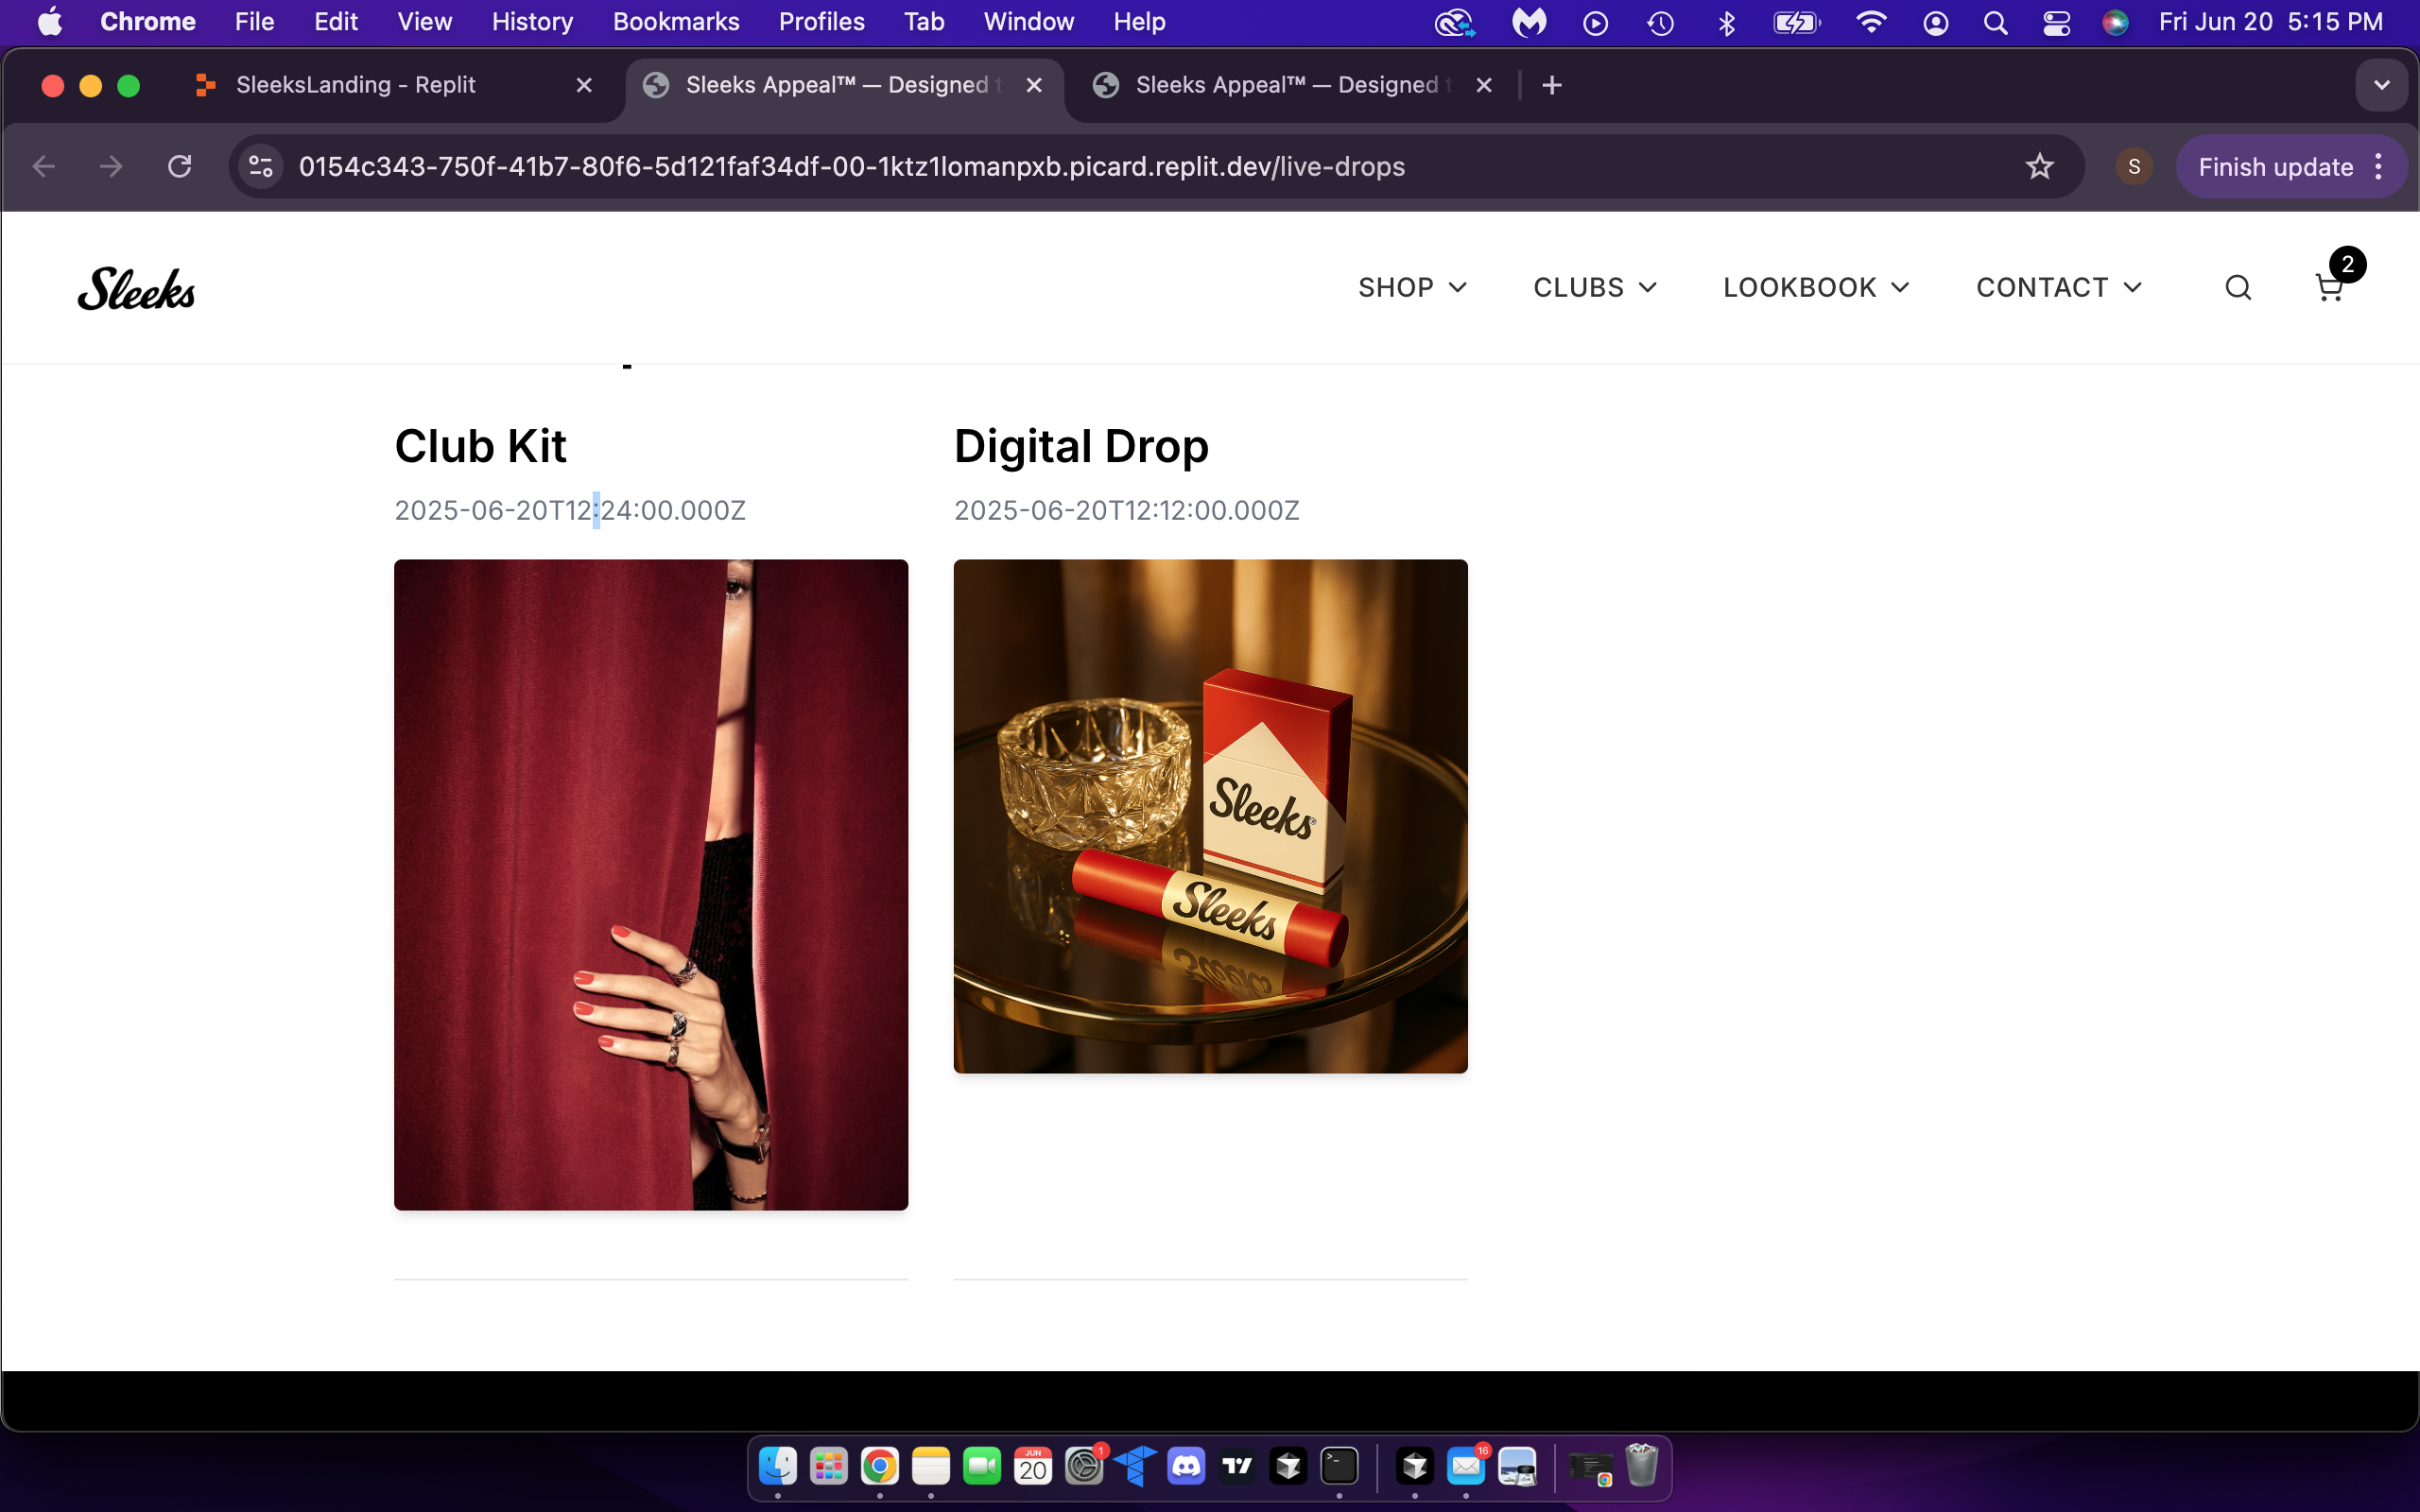 Chrome File Edit View History Bookmarks Profiles Tab Window Help Fri Jun 20 5:15 PM
SleeksLanding - Replit Sleeks Appeal™ — Designed t Sleeks Appeal™ — Designed t
0154c343-750f-41b7-80f6-5d121faf34df-00-1ktz1lomanpxb.picard.replit.dev/live-drops S Finish update
Sleeks SHOP CLUBS LOOKBOOK CONTACT 2
Club Kit
2025-06-20T12:24:00.000Z
Digital Drop
2025-06-20T12:12:00.000Z
Sleeks
Sleeks
JUN
20
1
16